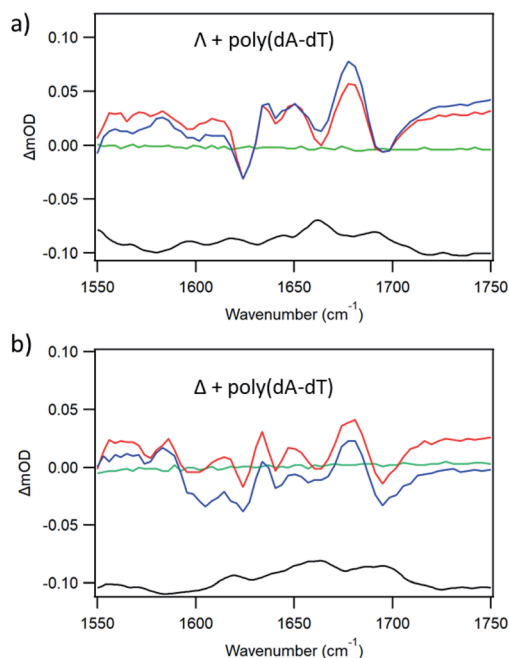 a)
Λ + poly(dA-dT)
0.10
0.05
0.00
-0.05
-0.10
ΔmOD
1550 1600 1650 1700 1750
Wavenumber (cm⁻¹)
b)
Δ + poly(dA-dT)
0.10
0.05
0.00
-0.05
-0.10
ΔmOD
1550 1600 1650 1700 1750
Wavenumber (cm⁻¹)